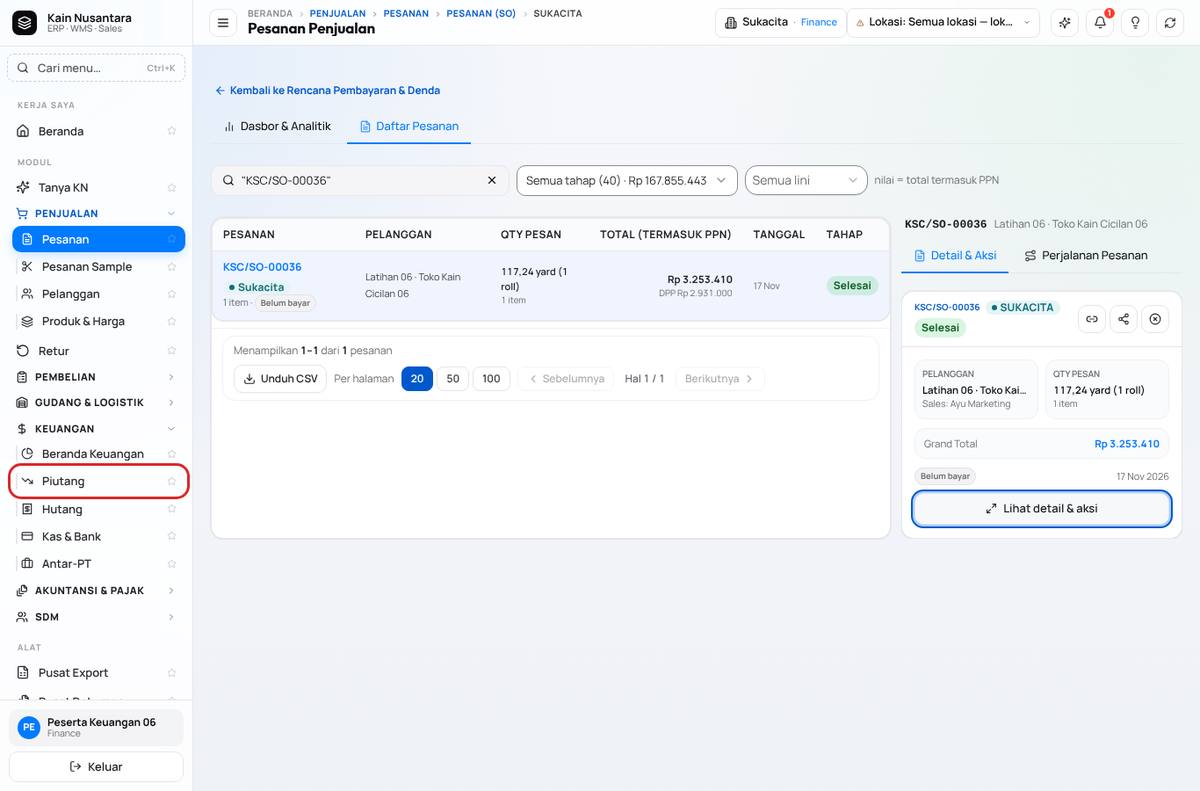 Kain Nusantara
ERP · WMS · Sales
Cari menu... Ctrl+K
KERJA SAYA
Beranda
MODUL
Tanya KN
PENJUALAN
Pesanan
Pesanan Sample
Pelanggan
Produk & Harga
Retur
PEMBELIAN
GUDANG & LOGISTIK
KEUANGAN
Beranda Keuangan
Piutang
Hutang
Kas & Bank
Antar-PT
AKUNTANSI & PAJAK
SDM
ALAT
Pusat Export
PE Peserta Keuangan 06
Finance
Keluar
BERANDA › PENJUALAN › PESANAN › PESANAN (SO) › SUKACITA
Pesanan Penjualan
Sukacita · Finance
Lokasi: Semua lokasi — lok...
1
Kembali ke Rencana Pembayaran & Denda
Dasbor & Analitik
Daftar Pesanan
"KSC/SO-00036"
Semua tahap (40) · Rp 167.855.443
Semua lini
nilai = total termasuk PPN
PESANAN PELANGGAN QTY PESAN TOTAL (TERMASUK PPN) TANGGAL TAHAP
KSC/SO-00036
Sukacita
1 item · Belum bayar
Latihan 06 · Toko Kain
Cicilan 06
117,24 yard (1
roll)
1 item
Rp 3.253.410
DPP Rp 2.931.000
17 Nov
Selesai
Menampilkan 1–1 dari 1 pesanan
Unduh CSV Per halaman 20 50 100 Sebelumnya Hal 1 / 1 Berikutnya
KSC/SO-00036 Latihan 06 · Toko Kain Cicilan 06
Detail & Aksi
Perjalanan Pesanan
KSC/SO-00036 SUKACITA
Selesai
PELANGGAN
Latihan 06 · Toko Kai...
Sales: Ayu Marketing
QTY PESAN
117,24 yard (1 roll)
1 item
Grand Total Rp 3.253.410
Belum bayar 17 Nov 2026
Lihat detail & aksi